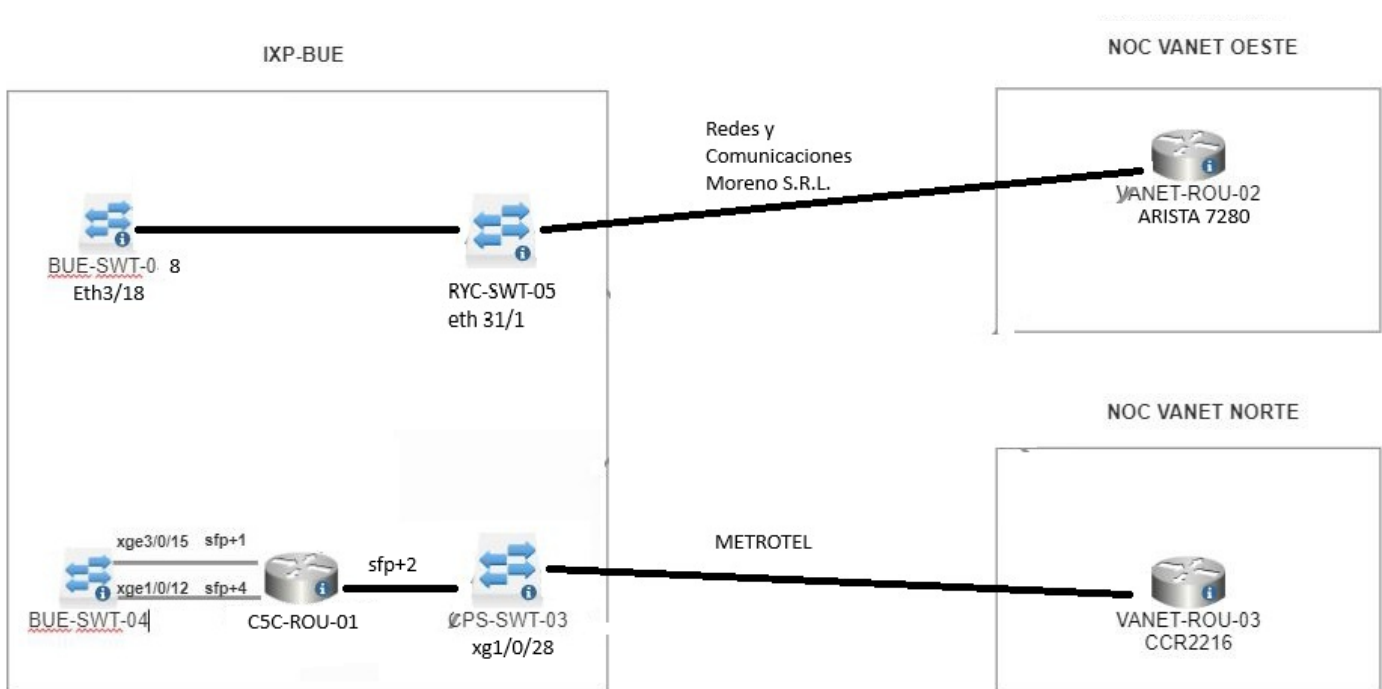 IXP-BUE
NOC VANET OESTE
Redes y
Comunicaciones
Moreno S.R.L.
VANET-ROU-02
ARISTA 7280
BUE-SWT-0 8
Eth3/18
RYC-SWT-05
eth 31/1
NOC VANET NORTE
xge3/0/15 sfp+1
xge1/0/12 sfp+4
BUE-SWT-04
C5C-ROU-01
sfp+2
CPS-SWT-03
xg1/0/28
METROTEL
VANET-ROU-03
CCR2216